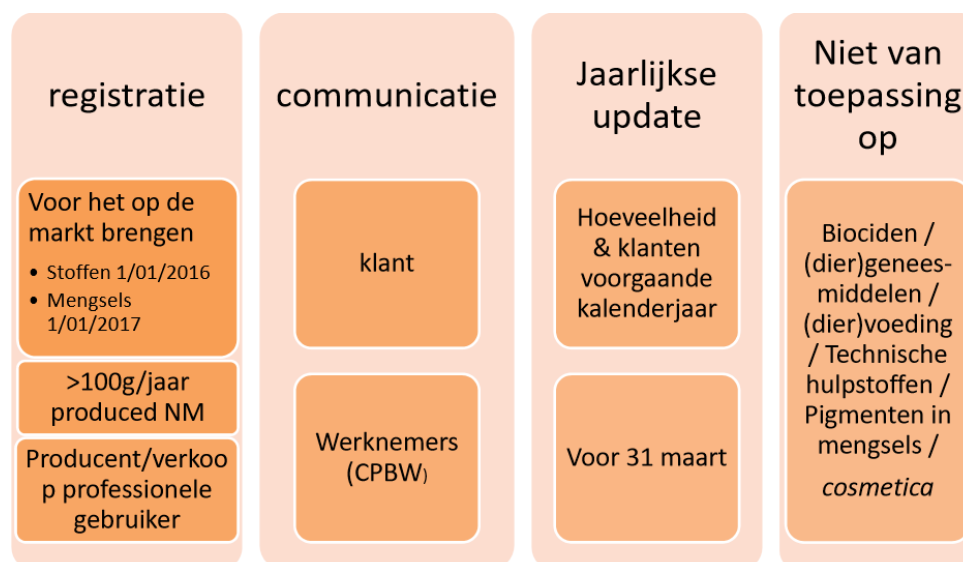 registratie
Voor het op de
markt brengen
• Stoffen 1/01/2016
• Mengsels
1/01/2017
>100g/jaar
produced NM
Producent/verkoo
p professionele
gebruiker
communicatie
klant
Werknemers
(CPBW)
Jaarlijkse
update
Hoeveelheid
& klanten
voorgaande
kalenderjaar
Voor 31 maart
Niet van
toepassing
op
Biociden /
(dier)genees-
middelen /
(dier)voeding
/ Technische
hulpstoffen /
Pigmenten in
mengsels /
cosmetica